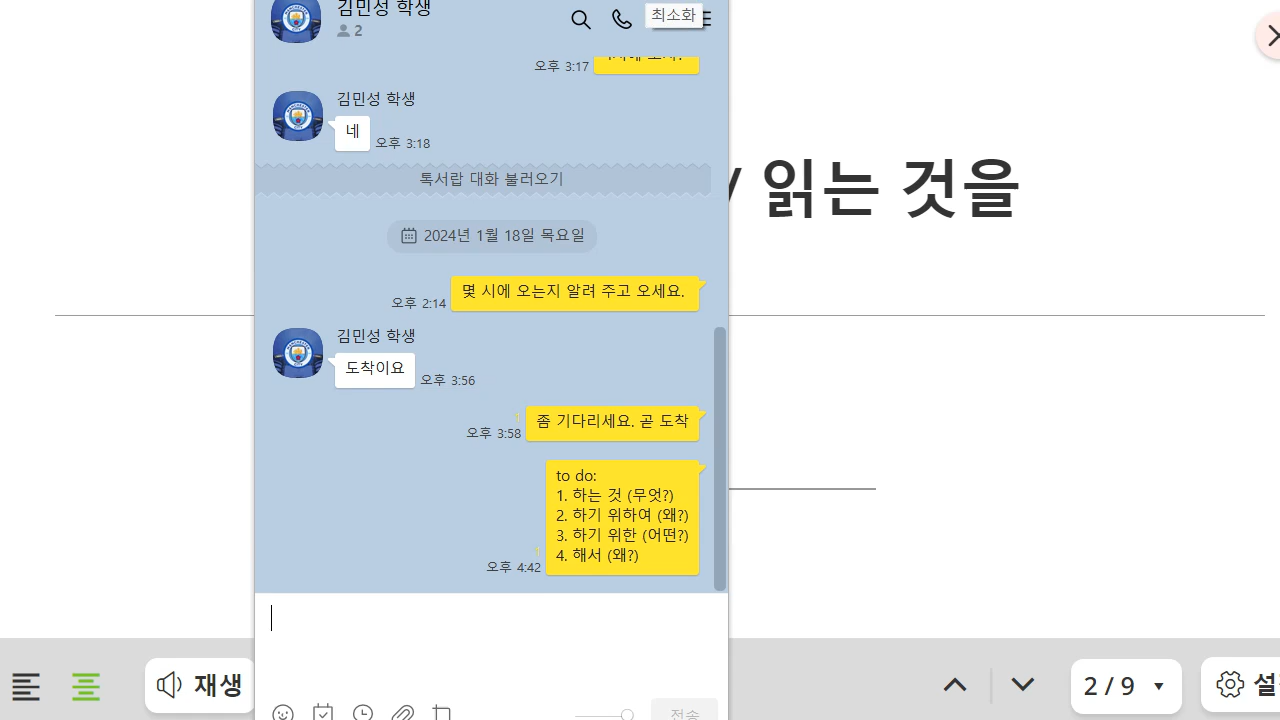 김민성 학생
2
최소화
오후 3:17
김민성 학생
네
오후 3:18
톡서랍 대화 불러오기
/ 읽는 것을
2024년 1월 18일 목요일
몇 시에 오는지 알려 주고 오세요.
오후 2:14
김민성 학생
도착이요
오후 3:56
좀 기다리세요. 곧 도착
1
오후 3:58
to do:
1. 하는 것 (무엇?)
2. 하기 위하여 (왜?)
3. 하기 위한 (어떤?)
4. 해서 (왜?)
1
오후 4:42
재생
2 / 9
전송